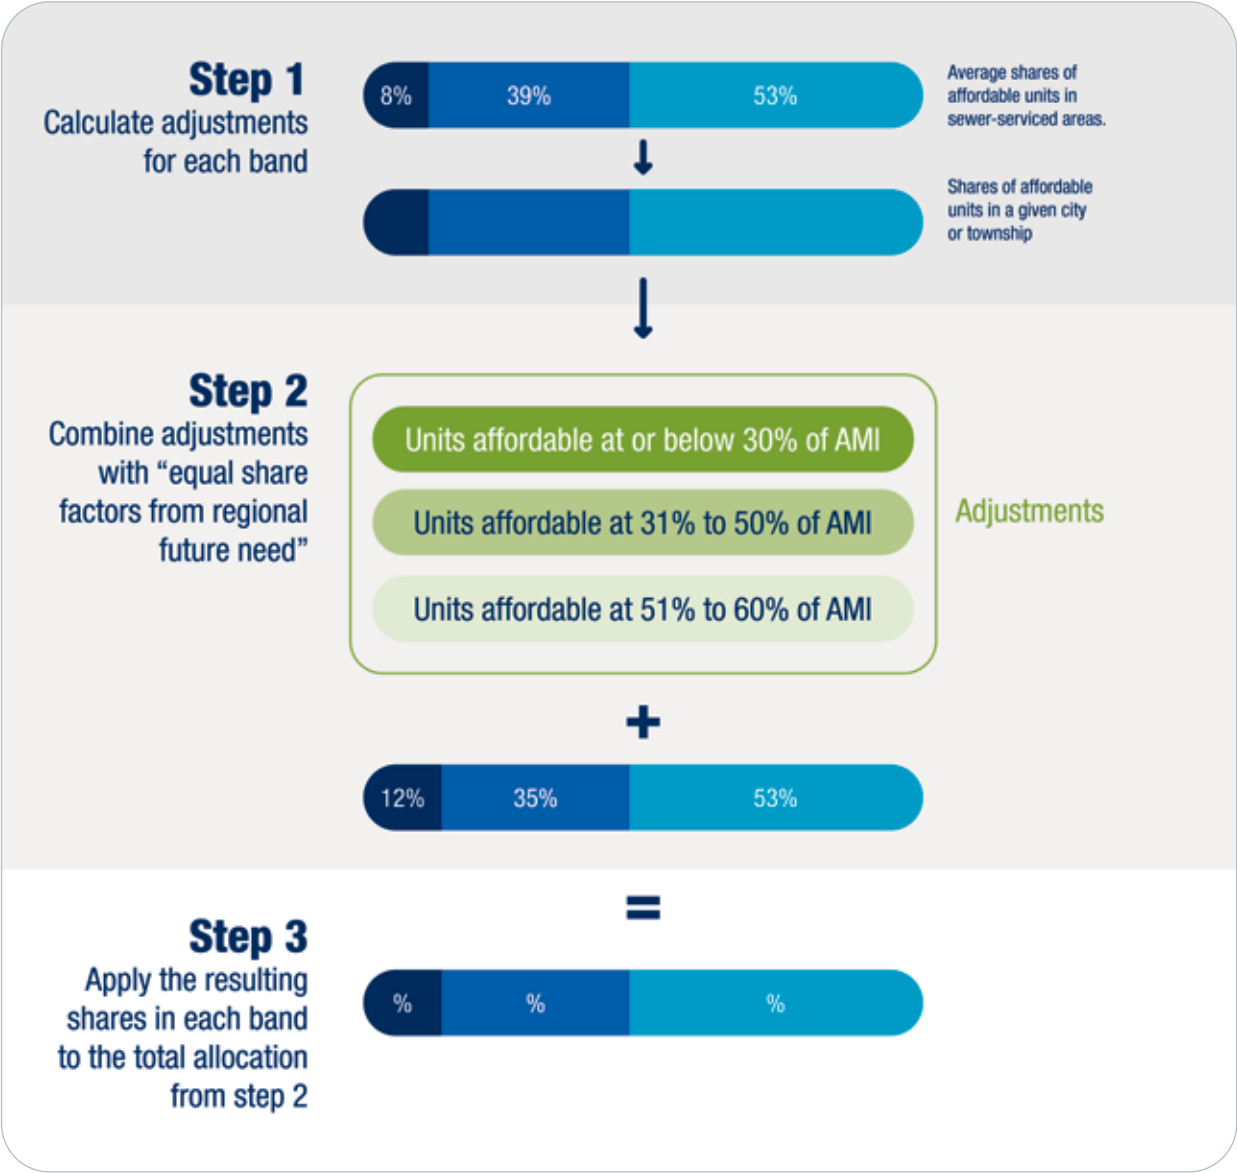 Step 1
Calculate adjustments
for each band
8%
39%
53%
Average shares of
affordable units in
sewer-serviced areas.
Shares of affordable
units in a given city
or township
Step 2
Combine adjustments
with “equal share
factors from regional
future need”
Units affordable at or below 30% of AMI
Units affordable at 31% to 50% of AMI
Units affordable at 51% to 60% of AMI
Adjustments
+
12%
35%
53%
=
Step 3
Apply the resulting
shares in each band
to the total allocation
from step 2
%
%
%